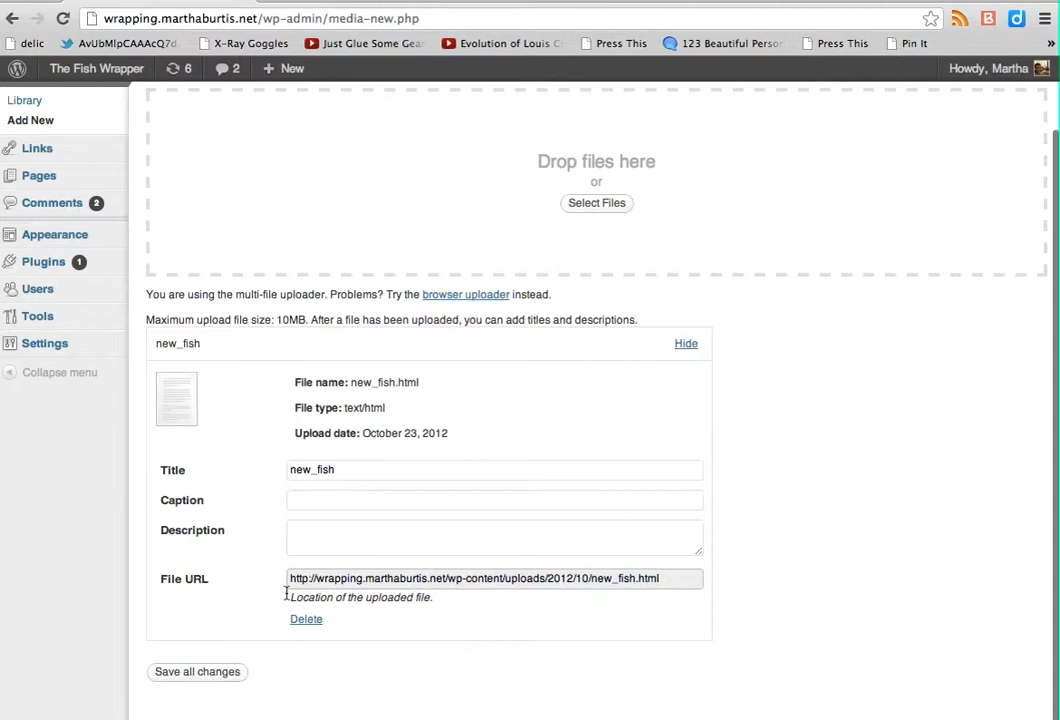 wrapping.marthaburtis.net/wp-admin/media-new.php
delic AvUbMlpCAAAcQ7d. X-Ray Goggles Just Glue Some Gea Evolution of Louis C Press This 123 Beautiful Perso Press This Pin It »
The Fish Wrapper 6 2 + New Howdy, Martha
Library
Add New
Links
Pages
Comments 2
Appearance
Plugins 1
Users
Tools
Settings
Collapse menu
Drop files here
or
Select Files
You are using the multi-file uploader. Problems? Try the browser uploader instead.
Maximum upload file size: 10MB. After a file has been uploaded, you can add titles and descriptions.
new_fish Hide
File name: new_fish.html
File type: text/html
Upload date: October 23, 2012
Title new_fish
Caption
Description
File URL http://wrapping.marthaburtis.net/wp-content/uploads/2012/10/new_fish.html
Location of the uploaded file.
Delete
Save all changes